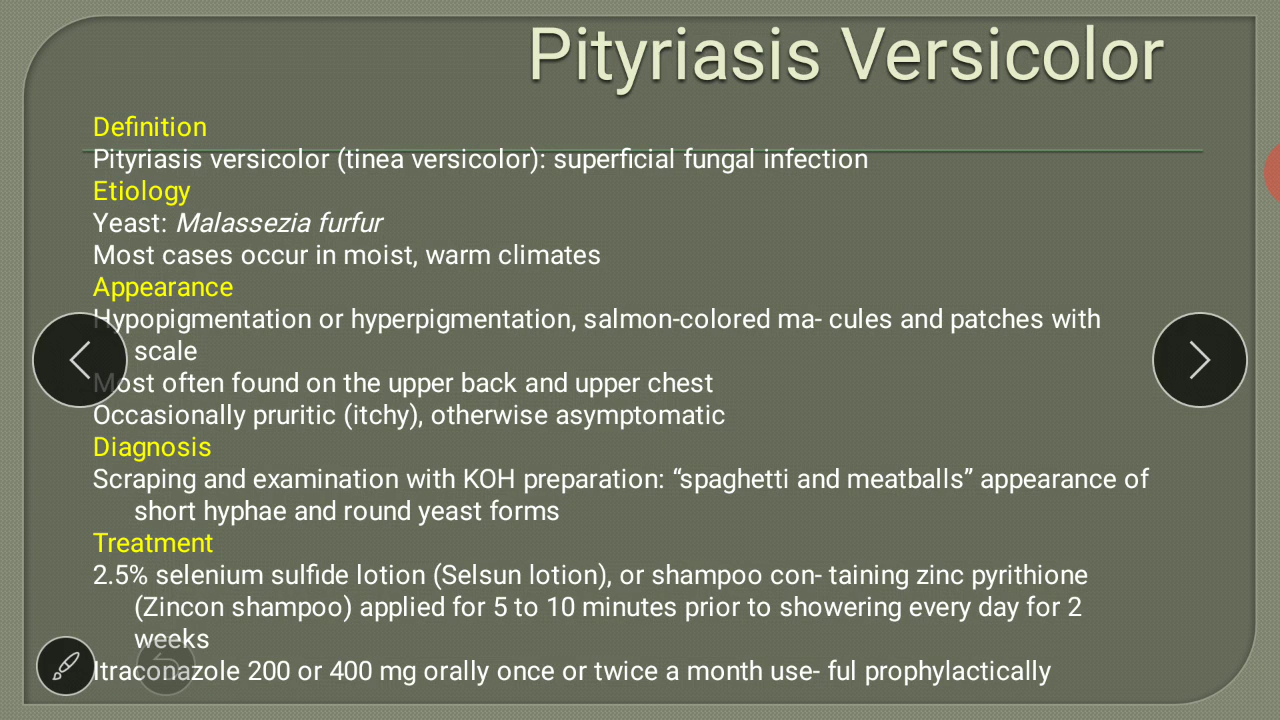 Pityriasis Versicolor
Definition
Pityriasis versicolor (tinea versicolor): superficial fungal infection
Etiology
Yeast: Malassezia furfur
Most cases occur in moist, warm climates
Appearance
Hypopigmentation or hyperpigmentation, salmon-colored ma- cules and patches with
scale
Most often found on the upper back and upper chest
Occasionally pruritic (itchy), otherwise asymptomatic
Diagnosis
Scraping and examination with KOH preparation: “spaghetti and meatballs” appearance of
short hyphae and round yeast forms
Treatment
2.5% selenium sulfide lotion (Selsun lotion), or shampoo con- taining zinc pyrithione
(Zincon shampoo) applied for 5 to 10 minutes prior to showering every day for 2
weeks
Itraconazole 200 or 400 mg orally once or twice a month use- ful prophylactically